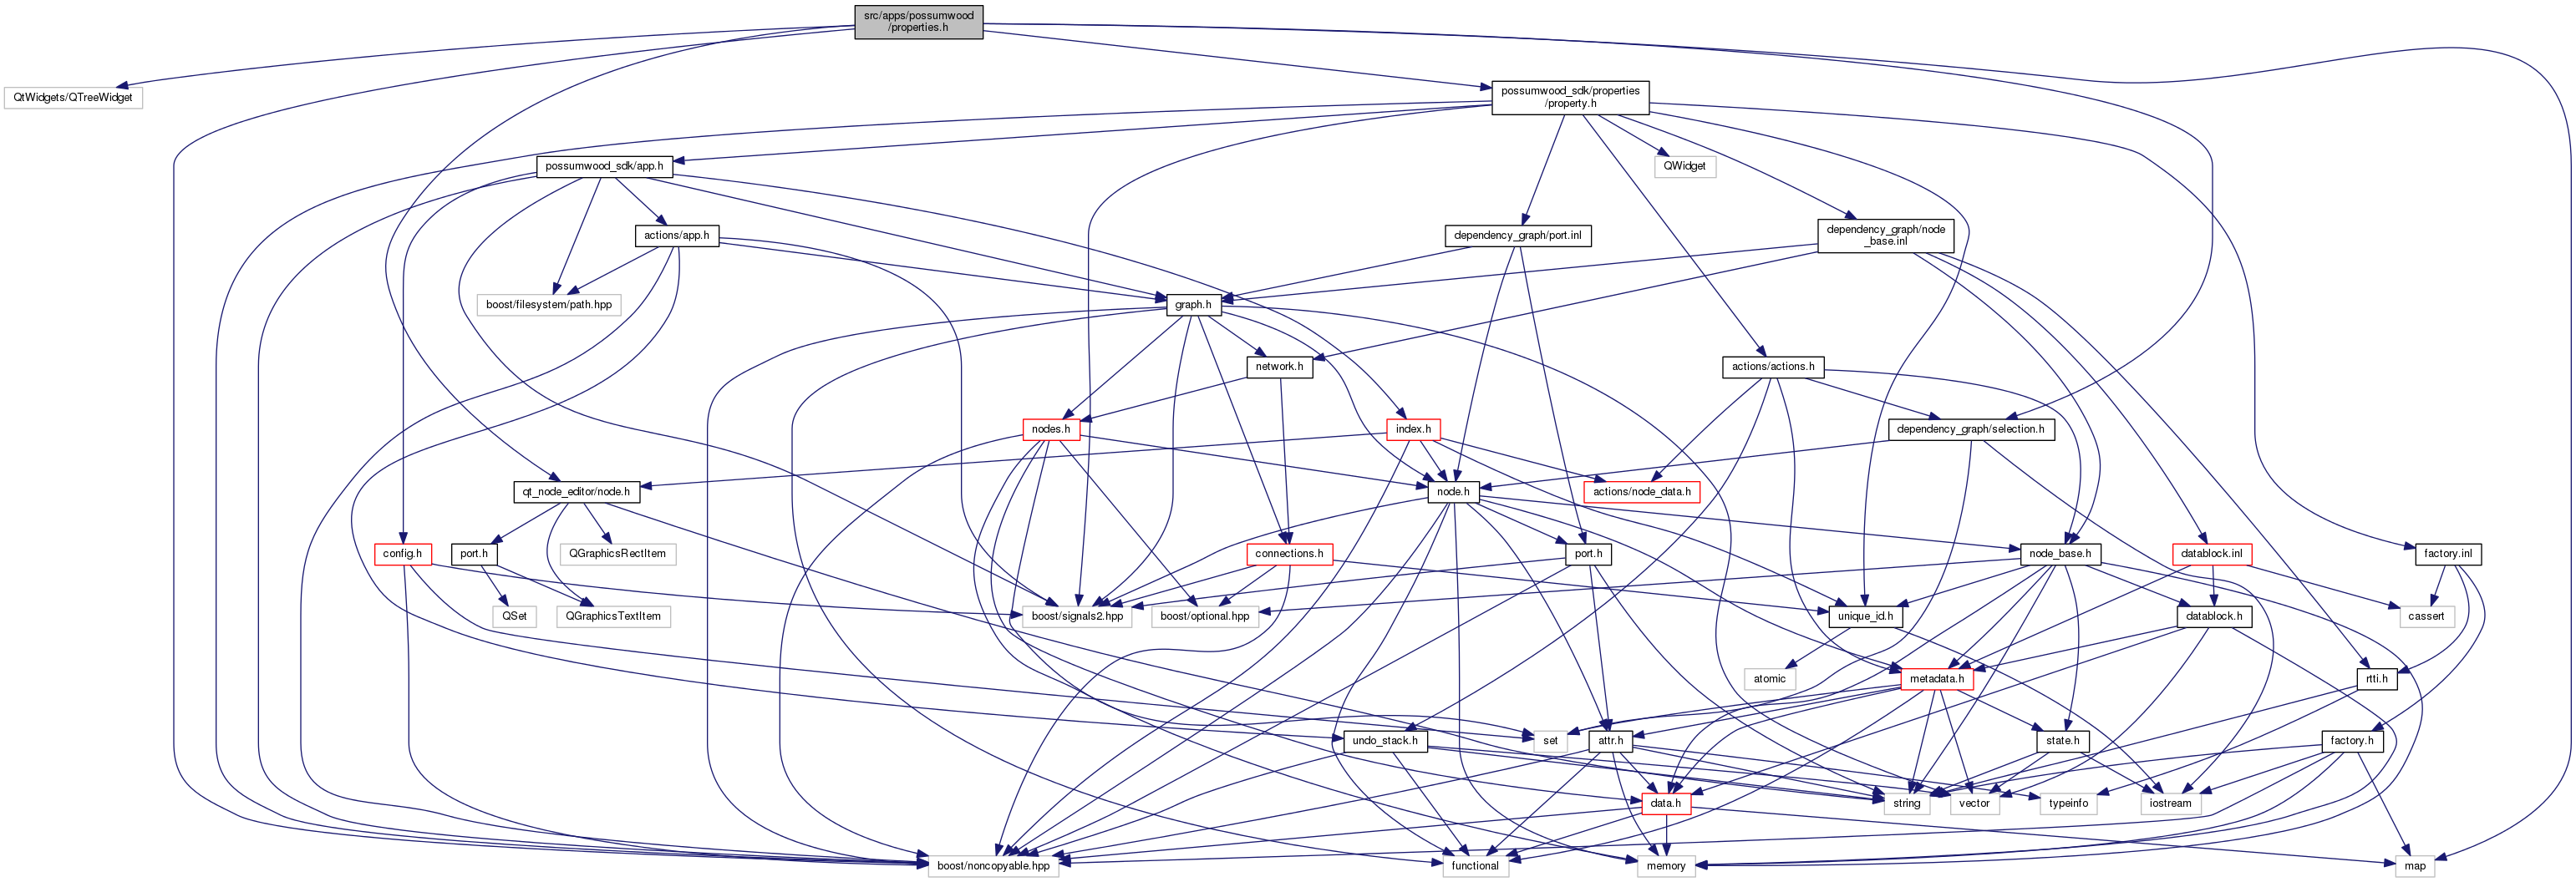 src/apps/possumwood
/properties.h
QtWidgets/QTreeWidget
possumwood_sdk/properties
/property.h
possumwood_sdk/app.h
QWidget
actions/app.h
dependency_graph/port.inl
dependency_graph/node
_base.inl
boost/filesystem/path.hpp
graph.h
network.h
actions/actions.h
nodes.h
index.h
dependency_graph/selection.h
qt_node_editor/node.h
node.h
actions/node_data.h
config.h
port.h
QGraphicsRectItem
connections.h
port.h
node_base.h
datablock.inl
factory.inl
QSet
QGraphicsTextItem
boost/signals2.hpp
boost/optional.hpp
unique_id.h
datablock.h
cassert
atomic
metadata.h
rtti.h
undo_stack.h
set
attr.h
state.h
factory.h
data.h
string
vector
typeinfo
iostream
boost/noncopyable.hpp
functional
memory
map